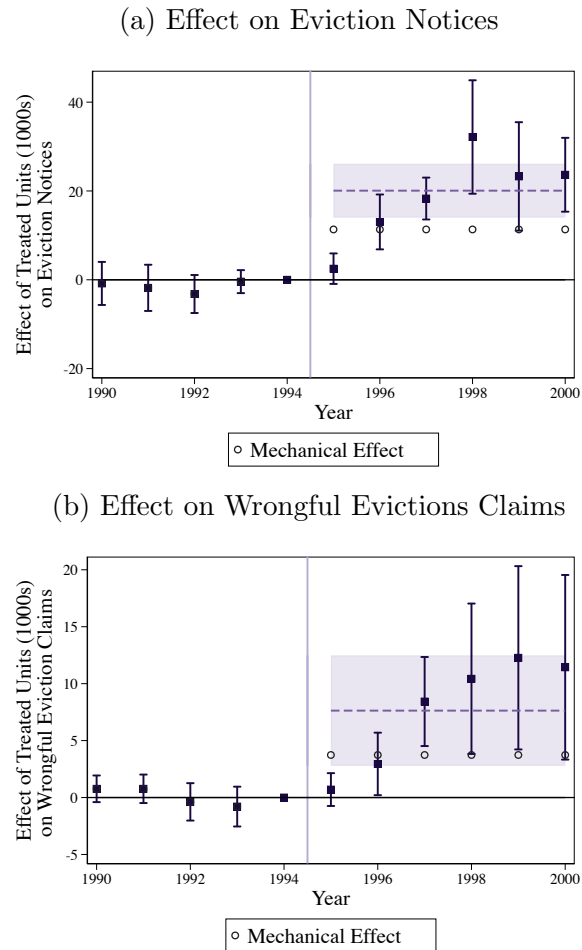 (a) Effect on Eviction Notices
Effect of Treated Units (1000s)
on Eviction Notices
40
20
0
-20
1990 1992 1994 1996 1998 2000
Year
Mechanical Effect
(b) Effect on Wrongful Evictions Claims
Effect of Treated Units (1000s)
on Wrongful Eviction Claims
20
15
10
5
0
-5
1990 1992 1994 1996 1998 2000
Year
Mechanical Effect